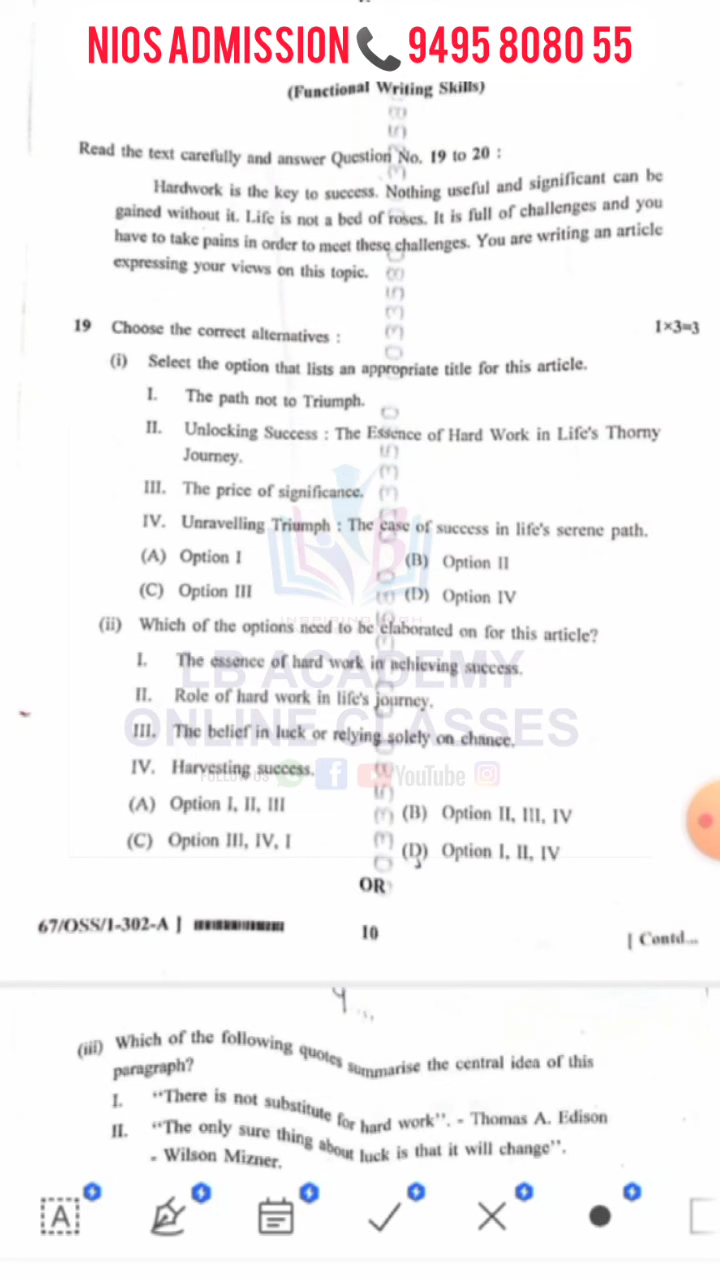 NIOS ADMISSION 📞 9495 8080 55
(Functional Writing Skills)
Read the text carefully and answer Question No. 19 to 20 :
Hardwork is the key to success. Nothing useful and significant can be
gained without it. Life is not a bed of roses. It is full of challenges and you
have to take pains in order to meet these challenges. You are writing an article
expressing your views on this topic.
19 Choose the correct alternatives : 1×3=3
(i) Select the option that lists an appropriate title for this article.
I. The path not to Triumph.
II. Unlocking Success : The Essence of Hard Work in Life's Thorny
Journey.
III. The price of significance.
IV. Unravelling Triumph : The case of success in life's serene path.
(A) Option I (B) Option II
(C) Option III (D) Option IV
(ii) Which of the options need to be elaborated on for this article?
I. The essence of hard work in achieving success.
LB ACADEMY
II. Role of hard work in life's journey.
ONLINE CLASSES
III. The belief in luck or relying solely on chance.
IV. Harvesting success.
FOLLOW US YouTube
(A) Option I, II, III (B) Option II, III, IV
(C) Option III, IV, I (D) Option I, II, IV
OR
67/OSS/1-302-A ] 10 [ Contd...
(iii) Which of the following quotes summarise the central idea of this
paragraph?
I. "There is not substitute for hard work". - Thomas A. Edison
II. "The only sure thing about luck is that it will change".
- Wilson Mizner.
A